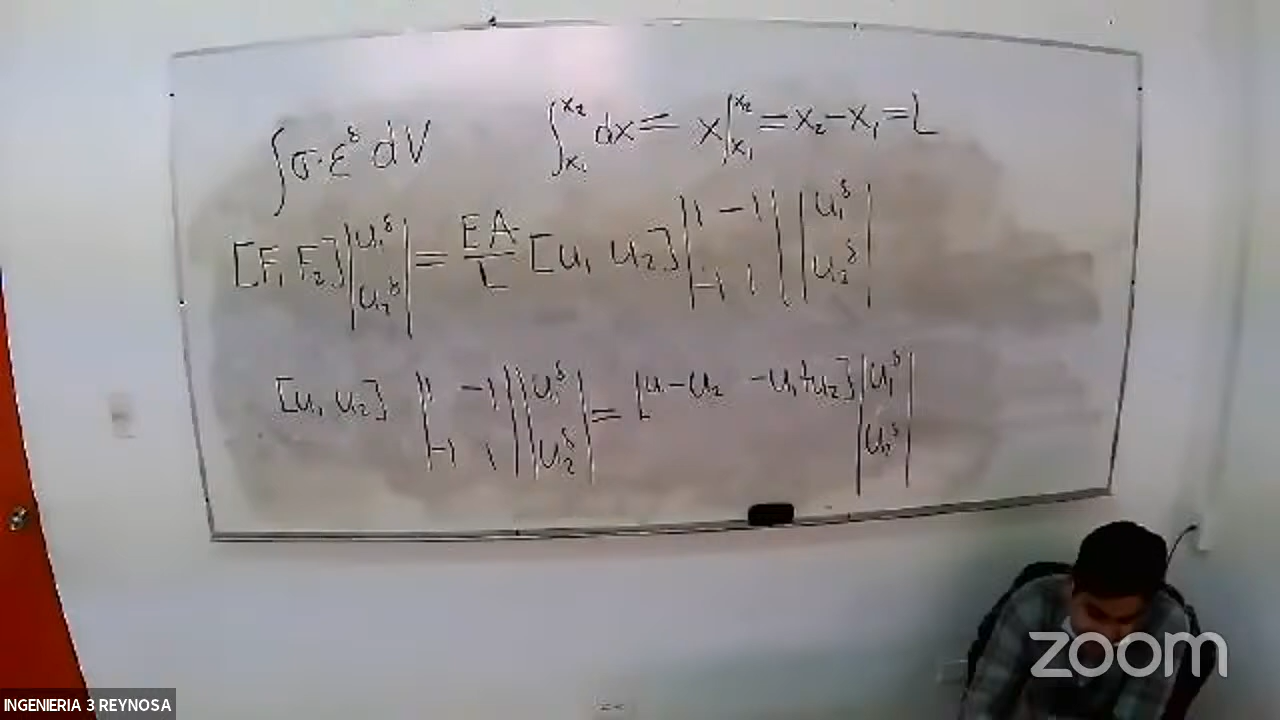 ∫σ·ε^δ dV
∫_{x₁}^{x₂} dx = x|_{x₁}^{x₂} = x₂-x₁ = L
[F₁ F₂] |u₁^δ u₂^δ| = EA/L [u₁ u₂] |1 -1 -1 1| |u₁^δ u₂^δ|
[u₁ u₂] |1 -1 -1 1| |u₁^δ u₂^δ| = [u-u₂ -u₁+u₂] |u₁^δ u₂^δ|
zoom
INGENIERIA 3 REYNOSA